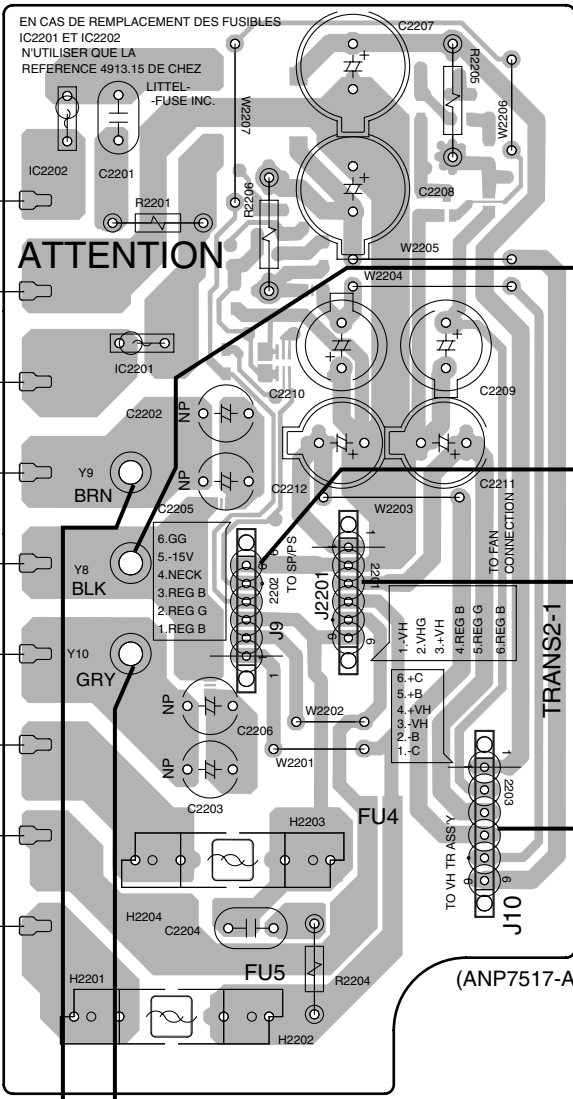 EN CAS DE REMPLACEMENT DES FUSIBLES
IC2201 ET IC2202
N'UTILISER QUE LA
REFERENCE 4913.15 DE CHEZ
LITTEL-
-FUSE INC.
C2207
R2205
W2206
W2207
IC2202
C2201
R2206
C2208
R2201
ATTENTION
W2205
W2204
IC2201
C2210
C2209
C2202
NP
NP
C2205
C2212
C2211
W2203
Y9
BRN
TO FAN
CONNECTION
Y8
BLK
6.GG
5.-15V
4.NECK
3.REG B
2.REG G
1.REG B
6
2202
1
TO SP/PS
J9
J2201
1
2201
6
1.-VH
2.VHG
3.+VH
4.REG B
5.REG G
6.REG B
TRANS2-1
Y10
GRY
6.+C
5.+B
4.+VH
3.-VH
2.-B
1.-C
NP
C2206
W2202
W2201
NP
C2203
1
2203
6
TO VH TR ASS'Y
J10
H2203
FU4
H2204
C2204
FU5
R2204
H2201
H2202
(ANP7517-A